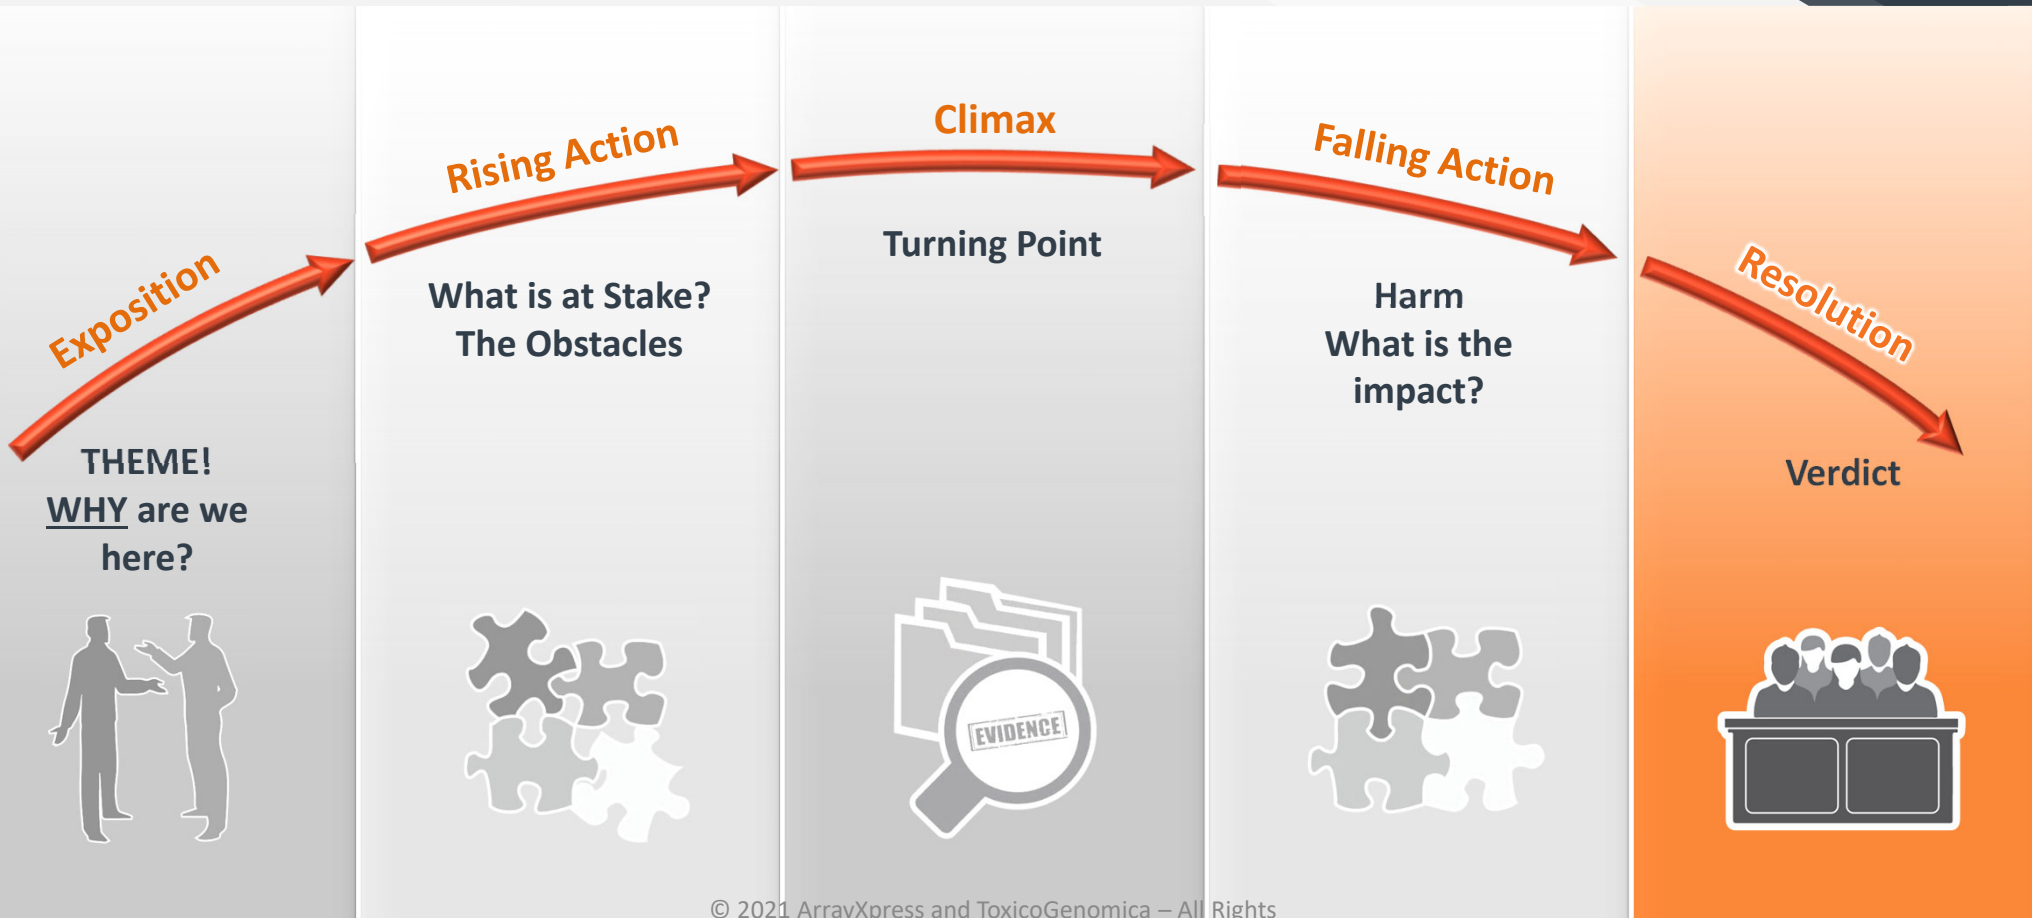 Exposition
THEME!
WHY are we
here?
Rising Action
What is at Stake?
The Obstacles
Climax
Turning Point
EVIDENCE
Falling Action
Harm
What is the
impact?
Resolution
Verdict
© 2021 ArrayXpress and ToxicoGenomica – All Rights